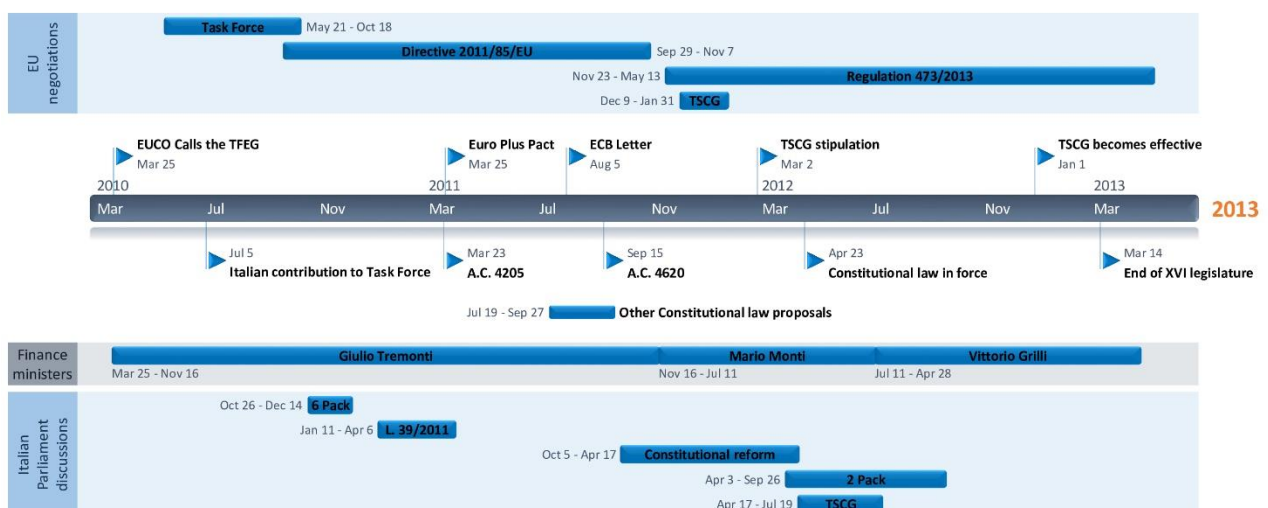 EU
negotiations
Task Force
May 21 - Oct 18
Directive 2011/85/EU
Sep 29 - Nov 7
Nov 23 - May 13
Regulation 473/2013
Dec 9 - Jan 31
TSCG
EUCO Calls the TFEG
Mar 25
Euro Plus Pact
Mar 25
ECB Letter
Aug 5
TSCG stipulation
Mar 2
TSCG becomes effective
Jan 1
2010
2011
2012
2013
Mar
Jul
Nov
Mar
Jul
Nov
Mar
Jul
Nov
Mar
2013
Jul 5
Italian contribution to Task Force
Mar 23
A.C. 4205
Sep 15
A.C. 4620
Apr 23
Constitutional law in force
Mar 14
End of XVI legislature
Jul 19 - Sep 27
Other Constitutional law proposals
Finance
ministers
Giulio Tremonti
Mar 25 - Nov 16
Mario Monti
Nov 16 - Jul 11
Vittorio Grilli
Jul 11 - Apr 28
Italian
Parliament
discussions
Oct 26 - Dec 14
6 Pack
Jan 11 - Apr 6
L. 39/2011
Oct 5 - Apr 17
Constitutional reform
Apr 3 - Sep 26
2 Pack
Apr 17 - Jul 19
TSCG